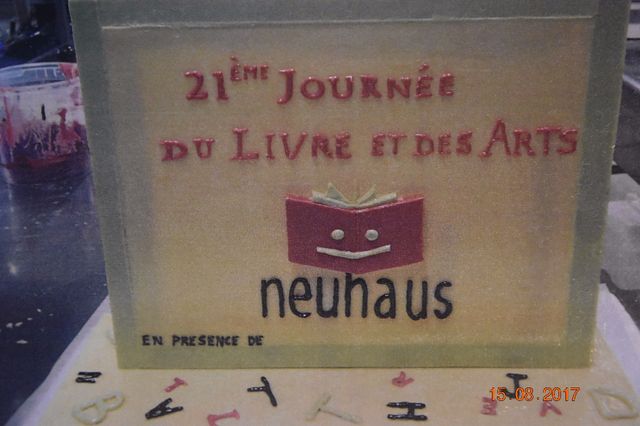 21ÈME JOURNÉE
DU LIVRE ET DES ARTS
neuhaus
EN PRESENCE DE
N T T T J
B A L H E A D
15.08.2017